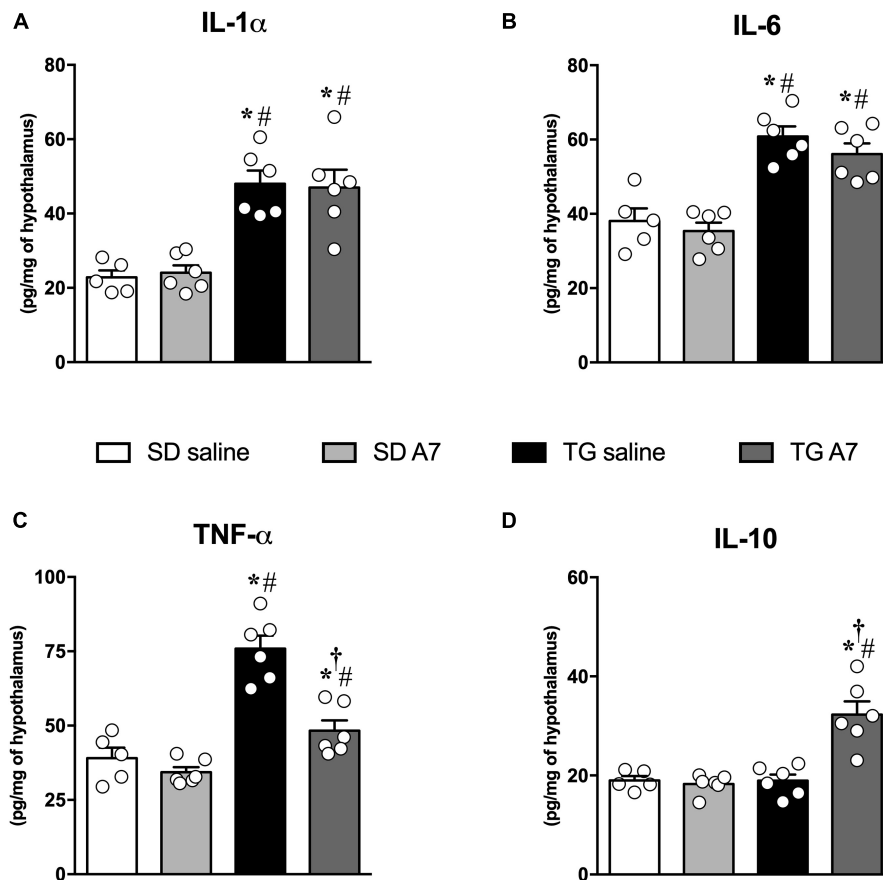 A
IL-1α
(pg/mg of hypothalamus)
80
60
40
20
0
*#
*#
B
IL-6
(pg/mg of hypothalamus)
80
60
40
20
0
*#
*#
SD saline SD A7 TG saline TG A7
C
TNF-α
(pg/mg of hypothalamus)
100
75
50
25
0
*#
†
*#
D
IL-10
(pg/mg of hypothalamus)
60
40
20
0
†
*#